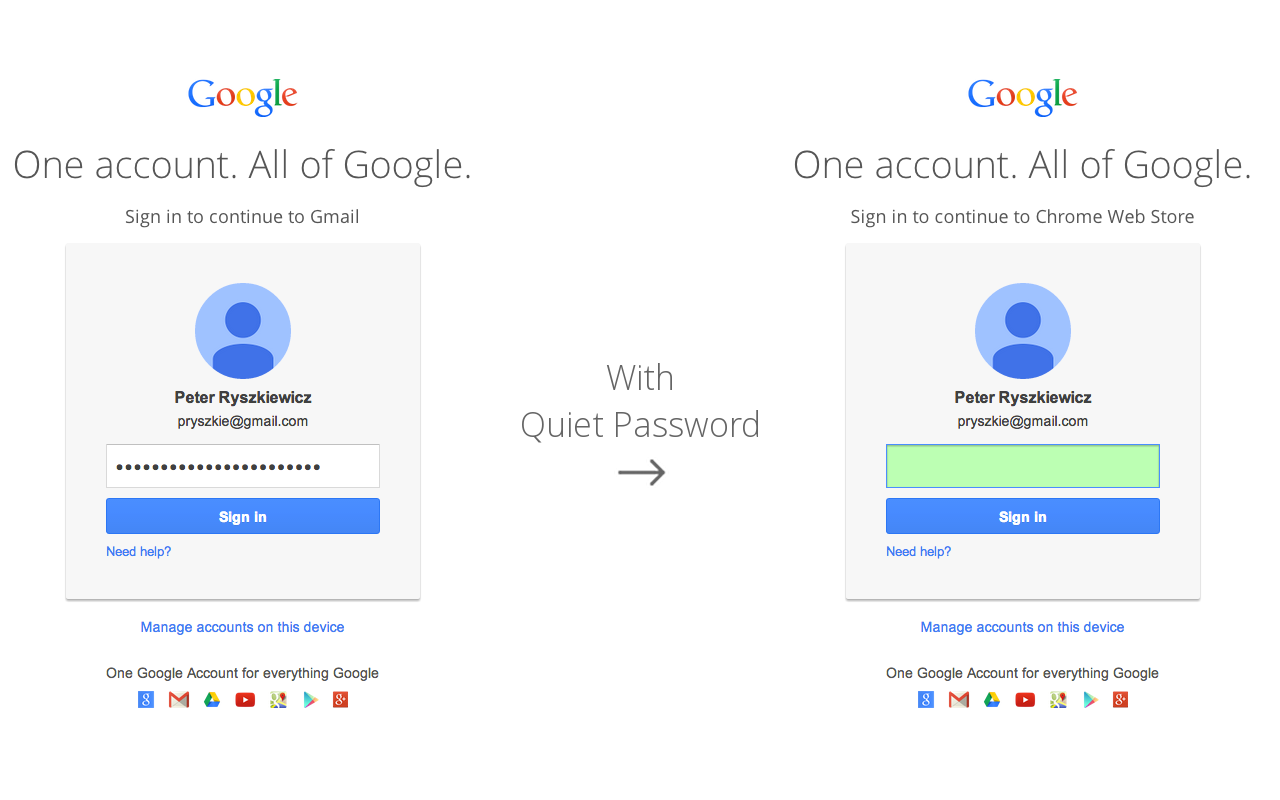 Google
One account. All of Google.
Sign in to continue to Gmail
Peter Ryszkiewicz
pryszkie@gmail.com
•••••••••••••••••••••••
Sign in
Need help?
Manage accounts on this device
One Google Account for everything Google
With
Quiet Password
Google
One account. All of Google.
Sign in to continue to Chrome Web Store
Peter Ryszkiewicz
pryszkie@gmail.com
Sign in
Need help?
Manage accounts on this device
One Google Account for everything Google